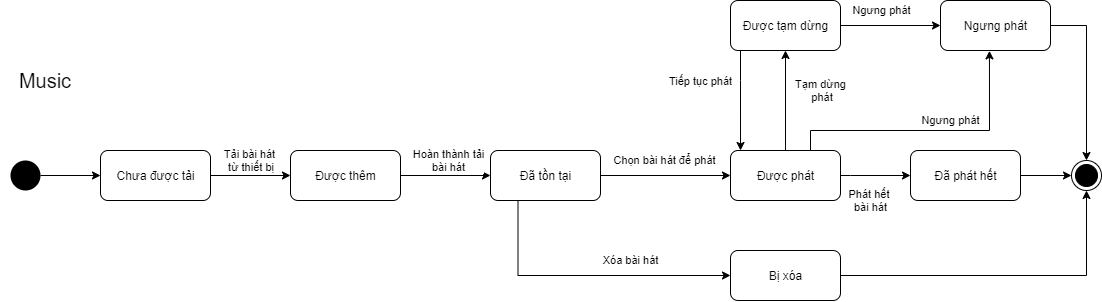 Music
Chưa được tải
Tải bài hát
từ thiết bị
Được thêm
Hoàn thành tải
bài hát
Đã tồn tại
Chọn bài hát để phát
Được phát
Tiếp tục phát
Tạm dừng
phát
Được tạm dừng
Ngưng phát
Ngưng phát
Ngưng phát
Phát hết
bài hát
Đã phát hết
Xóa bài hát
Bị xóa